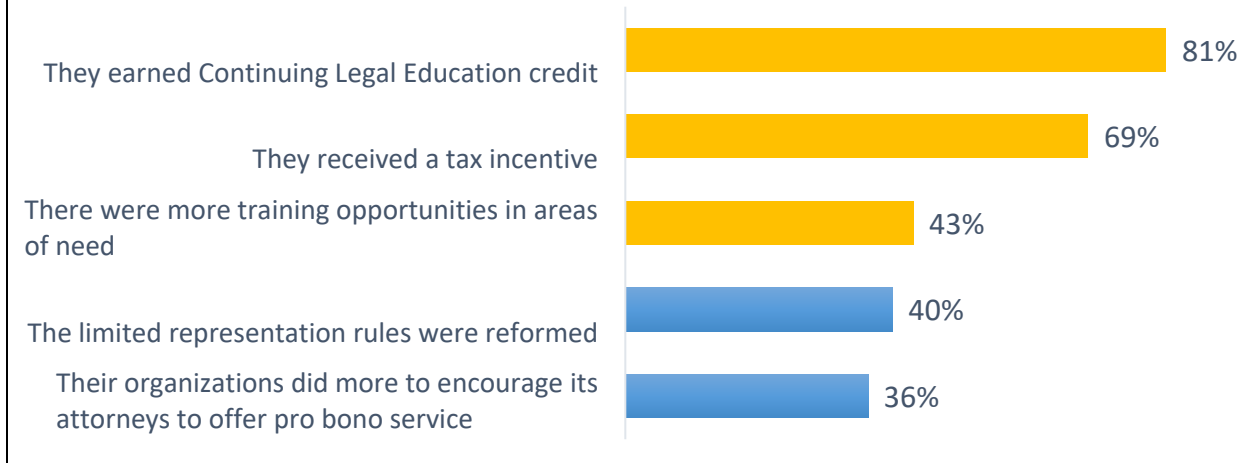 They earned Continuing Legal Education credit
81%
They received a tax incentive
69%
There were more training opportunities in areas
of need
43%
The limited representation rules were reformed
40%
Their organizations did more to encourage its
attorneys to offer pro bono service
36%